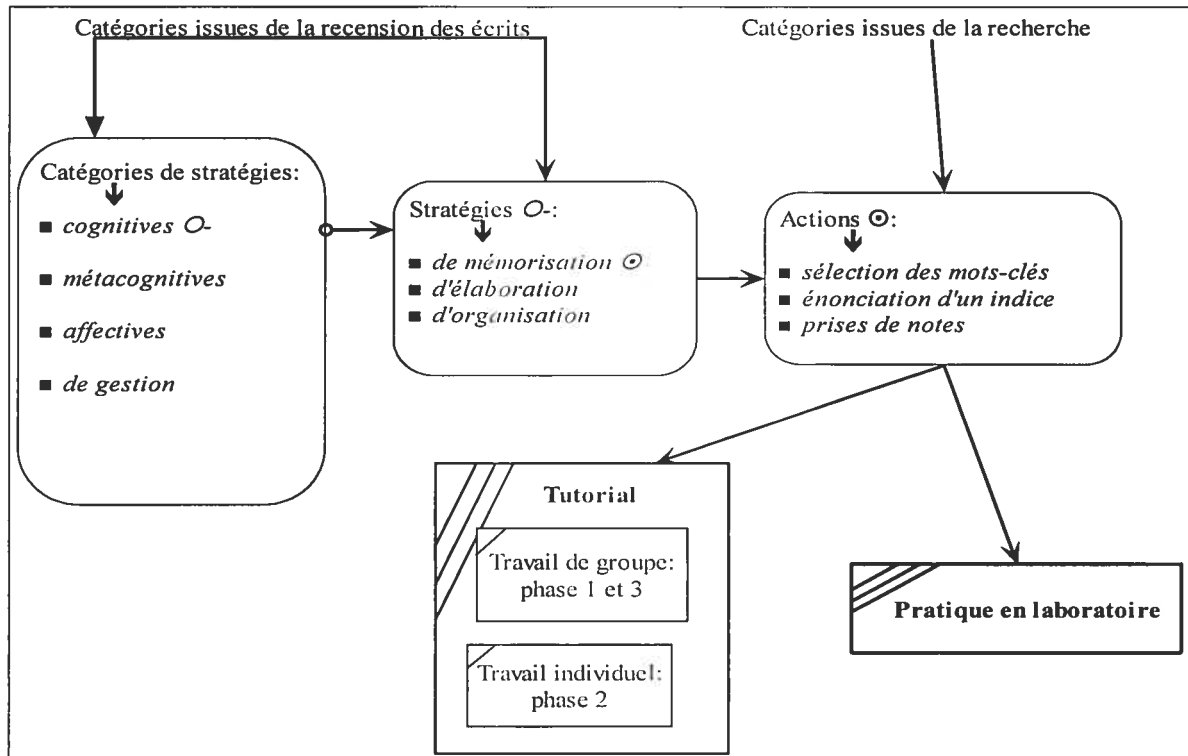 Catégories issues de la recension des écrits
Catégories issues de la recherche
Catégories de stratégies:
■ cognitives O-
■ métacognitives
■ affectives
■ de gestion
Stratégies O-:
■ de mémorisation ⊙
■ d'élaboration
■ d'organisation
Actions ⊙:
■ sélection des mots-clés
■ énonciation d'un indice
■ prises de notes
Tutorial
Travail de groupe:
phase 1 et 3
Travail individuel:
phase 2
Pratique en laboratoire